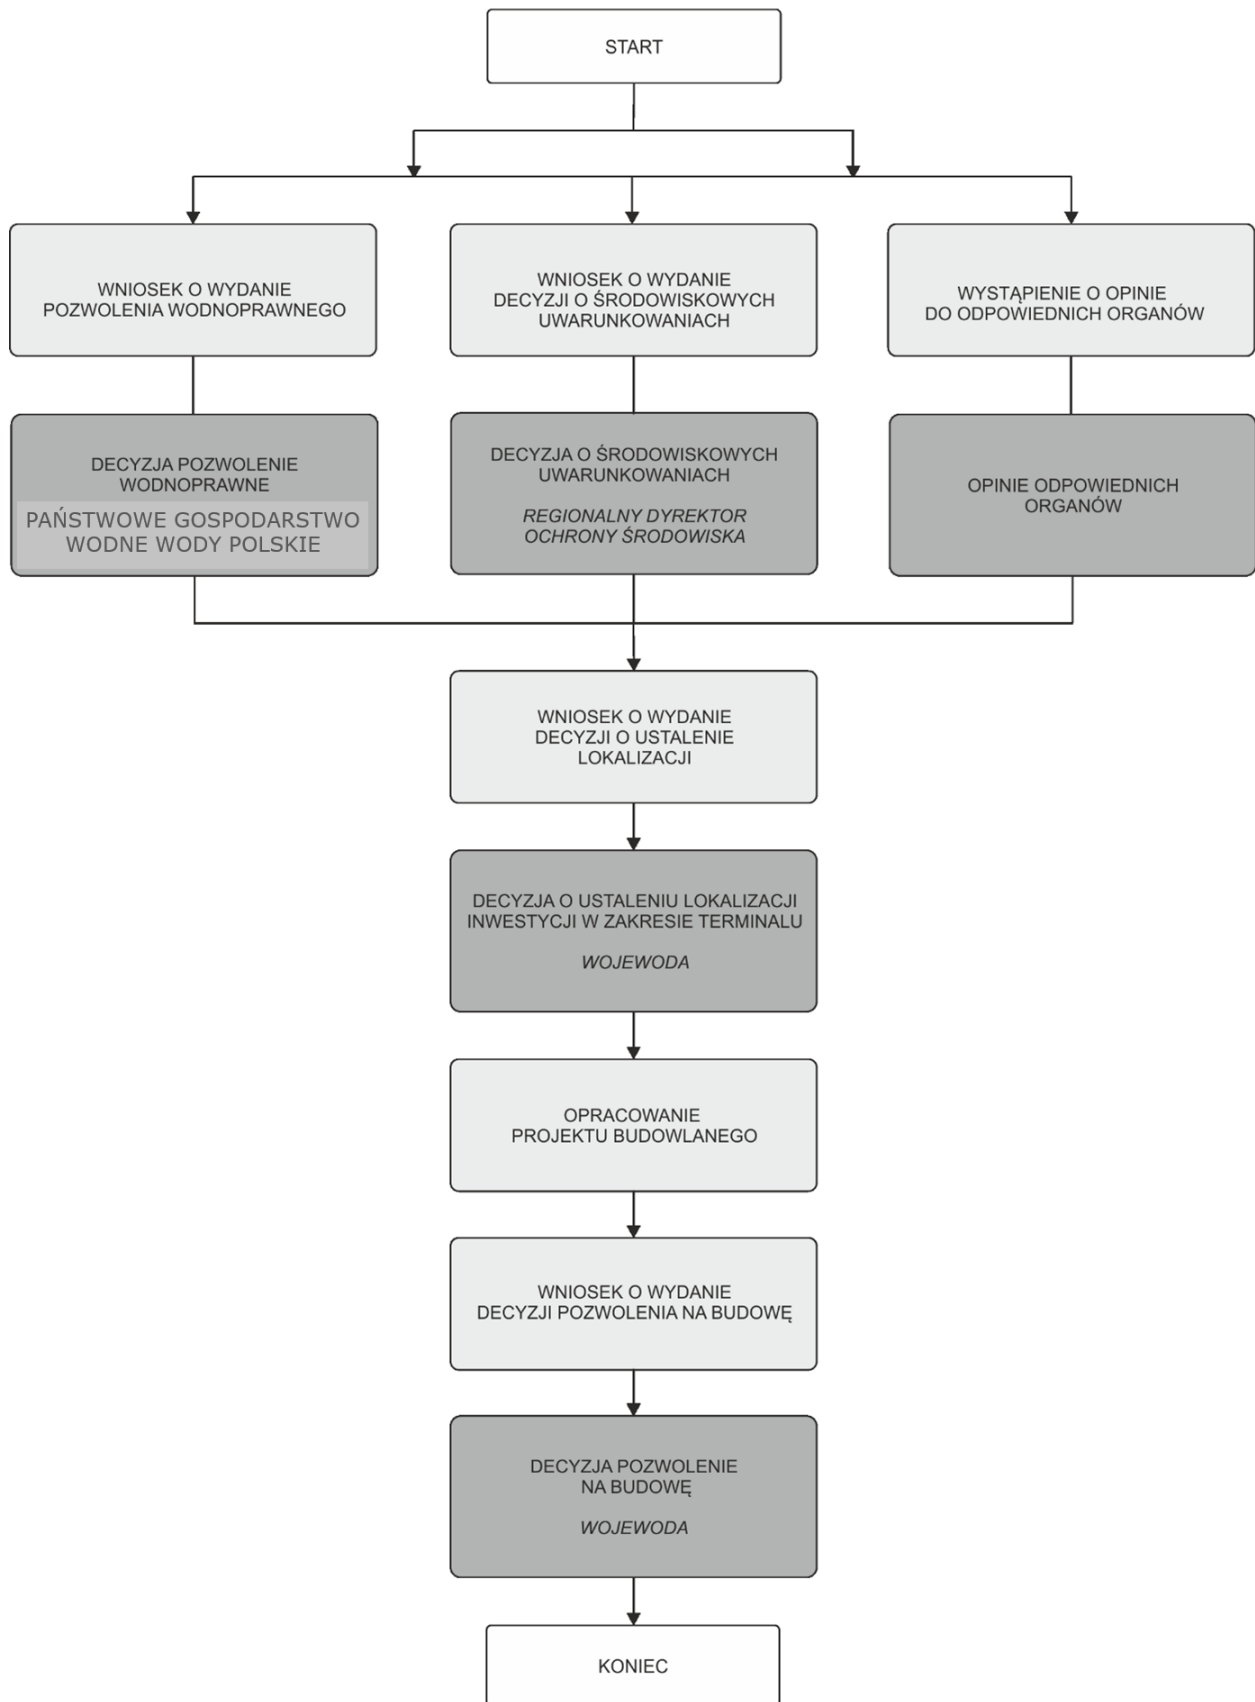 START
WNIOSEK O WYDANIE
POZWOLENIA WODNOPRAWNEGO
WNIOSEK O WYDANIE
DECYZJI O ŚRODOWISKOWYCH
UWARUNKOWANIACH
WYSTĄPIENIE O OPINIE
DO ODPOWIEDNICH ORGANÓW
DECYZJA POZWOLENIE
WODNOPRAWNE
PAŃSTWOWE GOSPODARSTWO
WODNE WODY POLSKIE
DECYZJA O ŚRODOWISKOWYCH
UWARUNKOWANIACH
REGIONALNY DYREKTOR
OCHRONY ŚRODOWISKA
OPINIE ODPOWIEDNICH
ORGANÓW
WNIOSEK O WYDANIE
DECYZJI O USTALENIE
LOKALIZACJI
DECYZJA O USTALENIU LOKALIZACJI
INWESTYCJI W ZAKRESIE TERMINALU
WOJEWODA
OPRACOWANIE
PROJEKTU BUDOWLANEGO
WNIOSEK O WYDANIE
DECYZJI POZWOLENIA NA BUDOWĘ
DECYZJA POZWOLENIE
NA BUDOWĘ
WOJEWODA
KONIEC